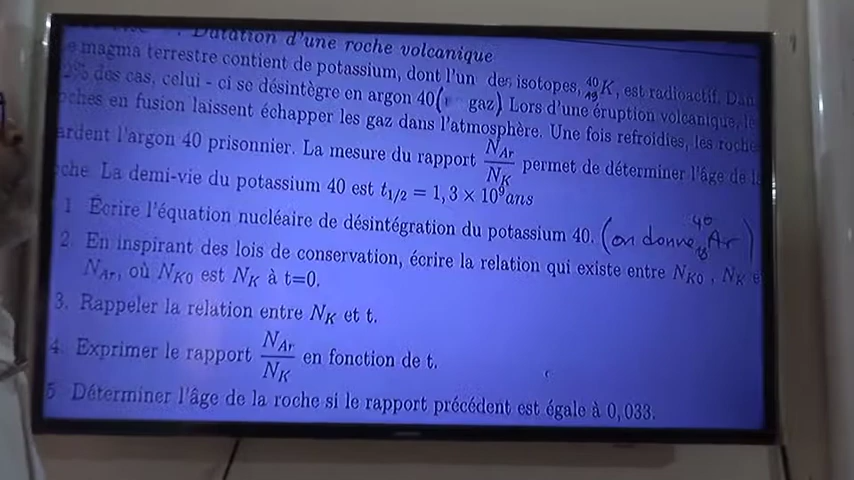 Datation d'une roche volcanique
magma terrestre contient de potassium, dont l'un des isotopes, ⁴⁰₁₉K, est radioactif. Dan
2% des cas, celui - ci se désintègre en argon 40( gaz) Lors d'une éruption volcanique, le
oches en fusion laissent échapper les gaz dans l'atmosphère. Une fois refroidies, les roche
ardent l'argon 40 prisonnier. La mesure du rapport N_Ar/N_K permet de déterminer l'âge de la
che. La demi-vie du potassium 40 est t₁/₂ = 1,3 × 10⁹ans
1 Écrire l'équation nucléaire de désintégration du potassium 40. (on donne ⁴⁰₁₈Ar)
2. En inspirant des lois de conservation, écrire la relation qui existe entre N_K0 , N_K e
N_Ar, où N_K0 est N_K à t=0.
3. Rappeler la relation entre N_K et t.
4. Exprimer le rapport N_Ar/N_K en fonction de t.
5 Déterminer l'âge de la roche si le rapport précédent est égale à 0,033.